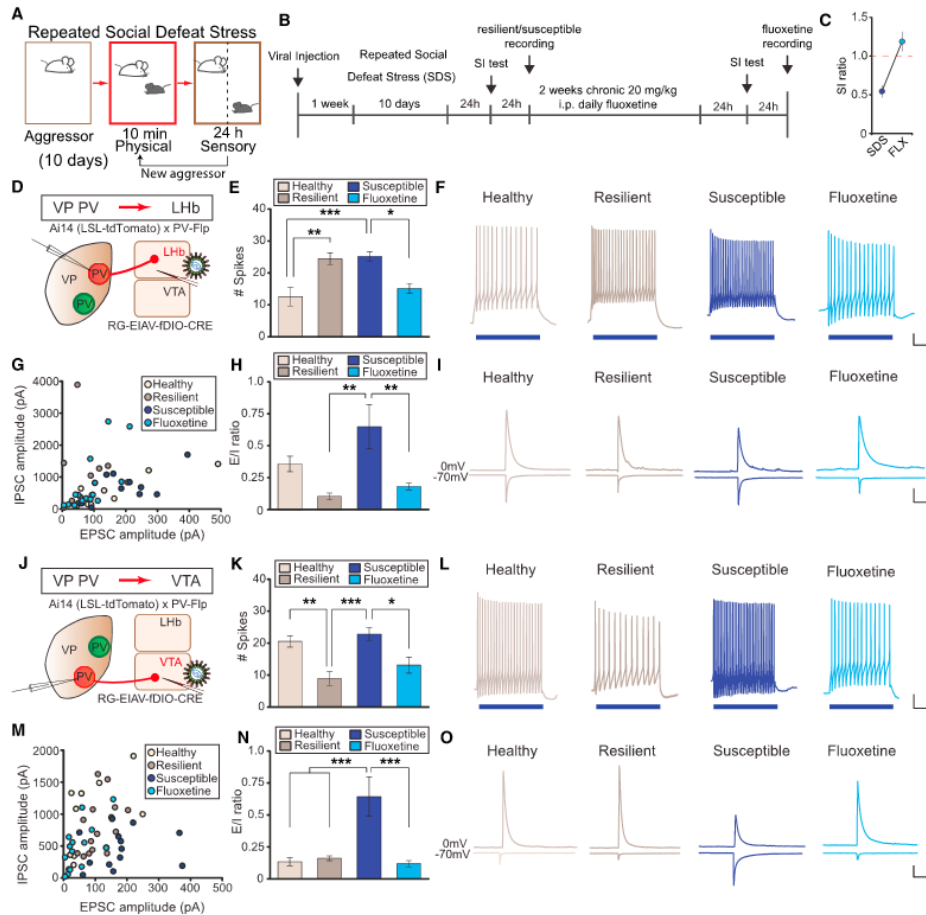 A
Repeated Social Defeat Stress
Aggressor
(10 days)
10 min
Physical
24 h
Sensory
New aggressor
B
Viral Injection
Repeated Social
Defeat Stress (SDS)
resilient/susceptible
recording
SI test
fluoxetine
recording
SI test
1 week
10 days
24h
24h
2 weeks chronic 20 mg/kg
i.p. daily fluoxetine
24h
24h
C
SI ratio
1.5
1.0
0.5
0
SDS
FLX
D
VP PV
LHb
Ai14 (LSL-tdTomato) x PV-Flp
VP
PV
PV
LHb
VTA
RG-EIAV-fDIO-CRE
E
Healthy
Susceptible
Resilient
Fluoxetine
# Spikes
40
30
20
10
0
***
*
**
F
Healthy
Resilient
Susceptible
Fluoxetine
G
IPSC amplitude (pA)
4000
3000
2000
1000
0
0
100
200
300
400
500
EPSC amplitude (pA)
Healthy
Resilient
Susceptible
Fluoxetine
H
Healthy
Susceptible
Resilient
Fluoxetine
E/I ratio
1.0
0.75
0.5
0.25
0
**
**
I
Healthy
Resilient
Susceptible
Fluoxetine
0mV
-70mV
J
VP PV
VTA
Ai14 (LSL-tdTomato) x PV-Flp
VP
PV
PV
LHb
VTA
RG-EIAV-fDIO-CRE
K
Healthy
Susceptible
Resilient
Fluoxetine
# Spikes
40
30
20
10
0
**
***
*
L
Healthy
Resilient
Susceptible
Fluoxetine
M
IPSC amplitude (pA)
2000
1500
1000
500
0
0
100
200
300
400
500
EPSC amplitude (pA)
Healthy
Resilient
Susceptible
Fluoxetine
N
Healthy
Susceptible
Resilient
Fluoxetine
E/I ratio
1.0
0.75
0.5
0.25
0
***
***
O
Healthy
Resilient
Susceptible
Fluoxetine
0mV
-70mV